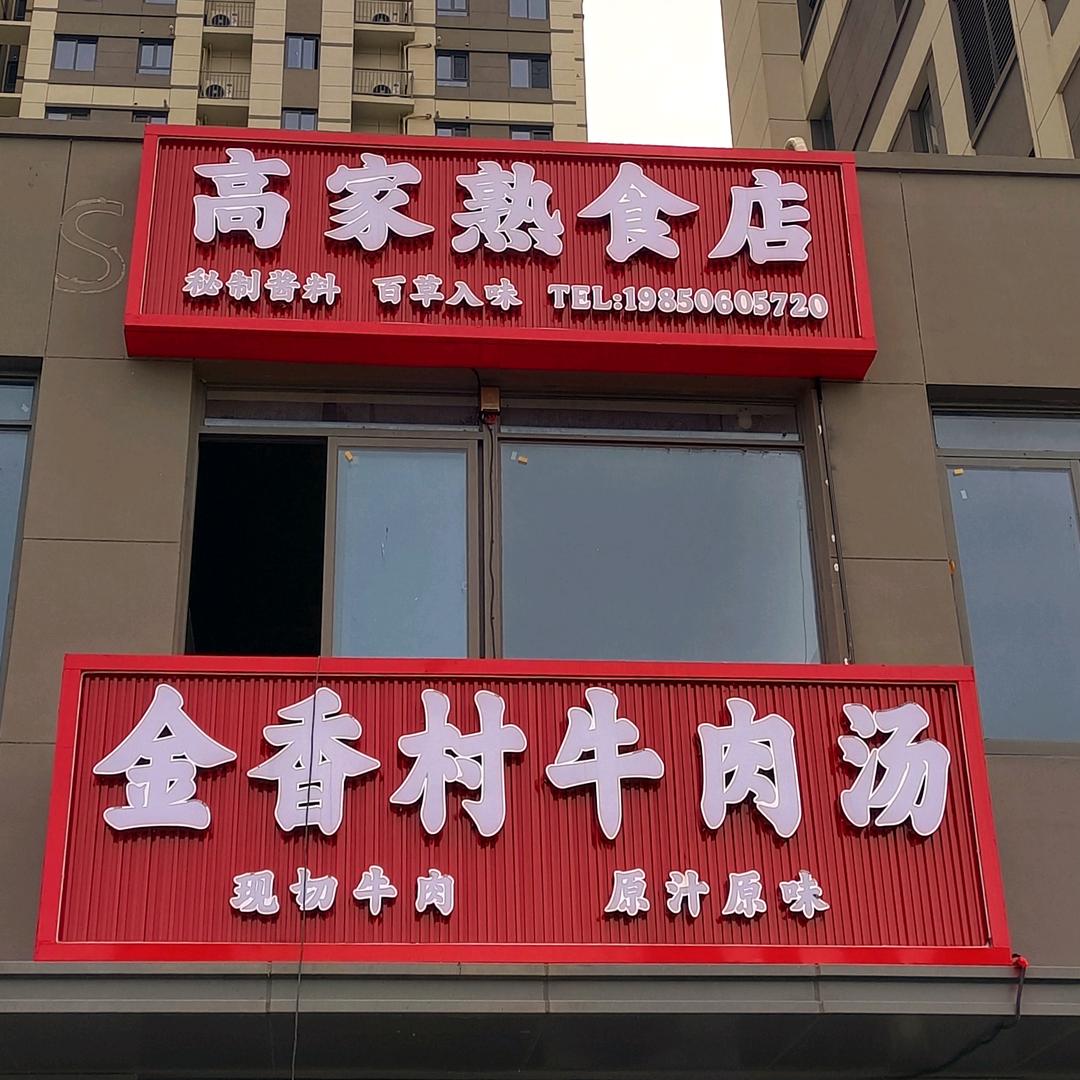 S
高家熟食店
秘制酱料 百草入味 TEL:19850605720
金香村牛肉汤
现切牛肉 原汁原味